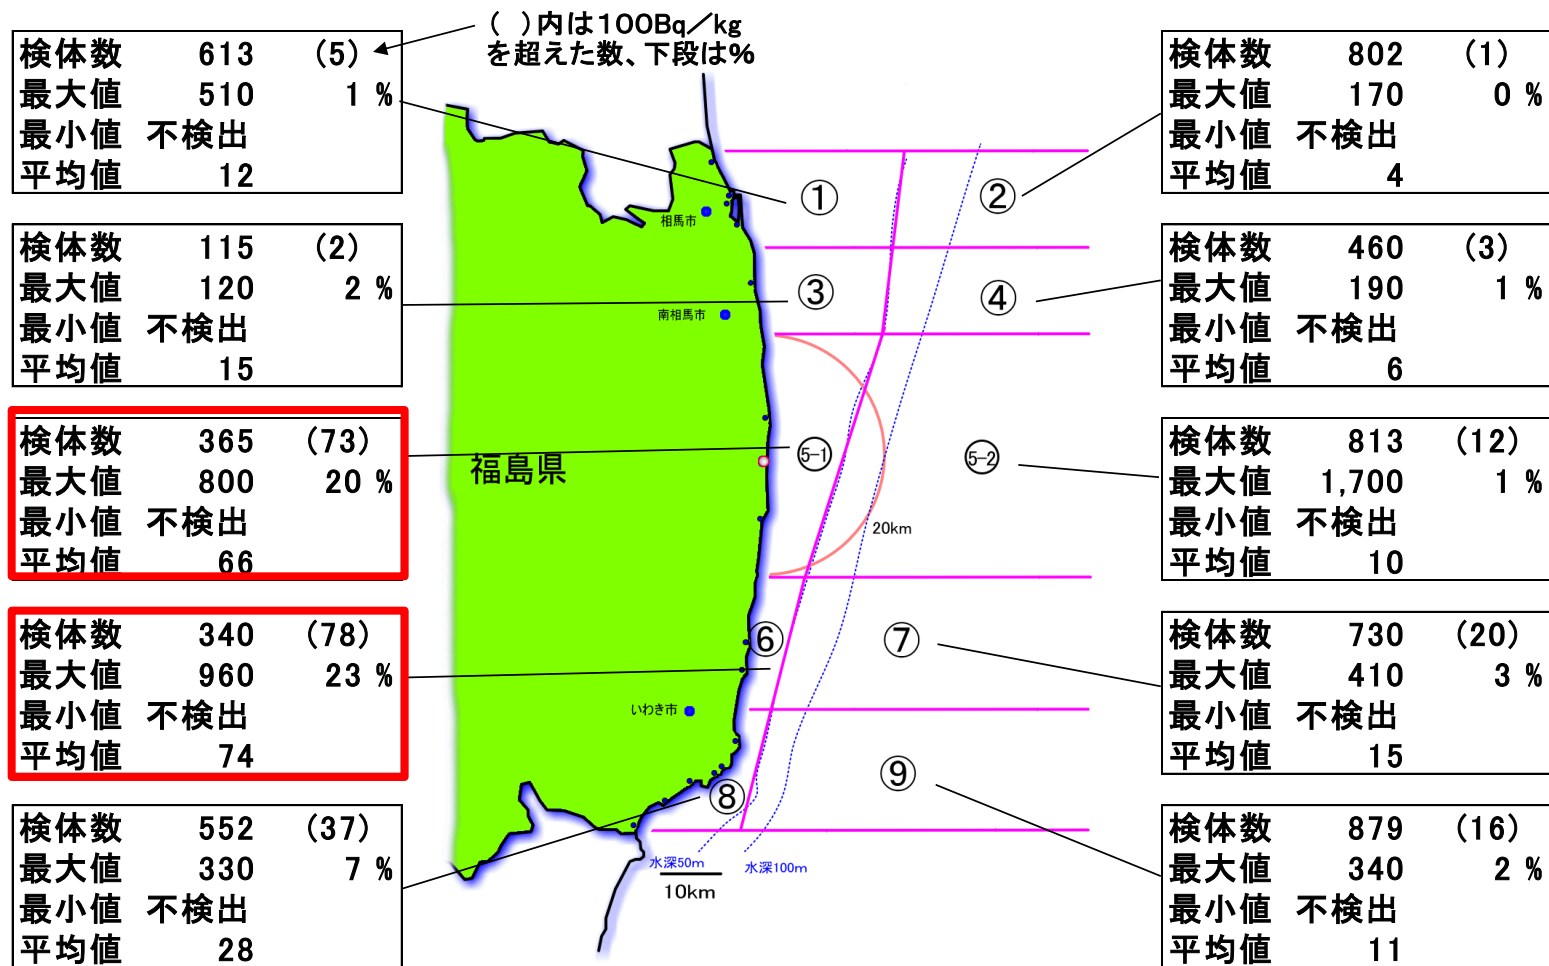 ( )内は100Bq/kg
を超えた数、下段は%
検体数 613 (5)
最大値 510 1 %
最小値 不検出
平均値 12
検体数 115 (2)
最大値 120 2 %
最小値 不検出
平均値 15
検体数 365 (73)
最大値 800 20 %
最小値 不検出
平均値 66
検体数 340 (78)
最大値 960 23 %
最小値 不検出
平均値 74
検体数 552 (37)
最大値 330 7 %
最小値 不検出
平均値 28
①
②
相馬市
③
④
南相馬市
福島県
5-1
5-2
20km
⑥
⑦
いわき市
⑧
⑨
水深50m
水深100m
10km
検体数 802 (1)
最大値 170 0 %
最小値 不検出
平均値 4
検体数 460 (3)
最大値 190 1 %
最小値 不検出
平均値 6
検体数 813 (12)
最大値 1,700 1 %
最小値 不検出
平均値 10
検体数 730 (20)
最大値 410 3 %
最小値 不検出
平均値 15
検体数 879 (16)
最大値 340 2 %
最小値 不検出
平均値 11